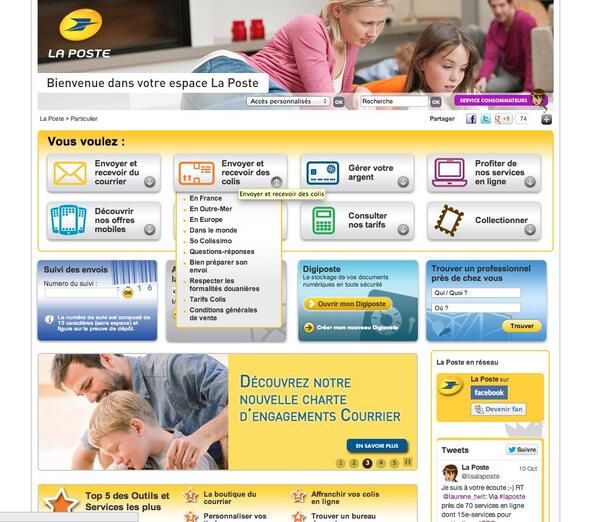 LA POSTE
Bienvenue dans votre espace La Poste
Accès personnalisés
OK
Recherche
OK
SERVICE CONSOMMATEURS
La Poste > Particulier
Partager
+1
74
Vous voulez :
Envoyer et
recevoir du
courrier
Envoyer et
recevoir des
colis
Gérer votre
argent
Profiter de
nos services
en ligne
Envoyer et recevoir des colis
Découvrir
nos offres
mobiles
Consulter
nos tarifs
Collectionner
En France
En Outre-Mer
En Europe
Dans le monde
So Colissimo
Questions-réponses
Bien préparer son
envoi
Respecter les
formalités douanières
Tarifs Colis
Conditions générales
de vente
Suivi des envois
Numéro du suivi :
OK
Le numéro de suivi est composé de
13 caractères (sans espace) et
figure sur la preuve de dépôt.
Digiposte
Le stockage de vos documents
numériques en toute sécurité
Ouvrir mon Digiposte
Créer mon nouveau Digiposte
Trouver un professionnel
près de chez vous
Qui / Quoi ?
Où ?
Trouver
DÉCOUVREZ NOTRE
NOUVELLE CHARTE
D'ENGAGEMENTS COURRIER
EN SAVOIR PLUS
1 2 3 4 5
La Poste en réseau
La Poste sur
facebook
Devenir fan
Tweets
Suivre
La Poste
@lisalaposte
10 Oct
Je suis à votre écoute ;-) RT
@laurene_twit: Via #laposte
près de 70 services en ligne
dont 15e-services pour
Top 5 des Outils et
Services les plus
La boutique du
courrier
Affranchir vos colis
en ligne
Personnaliser vos
Trouver un bureau